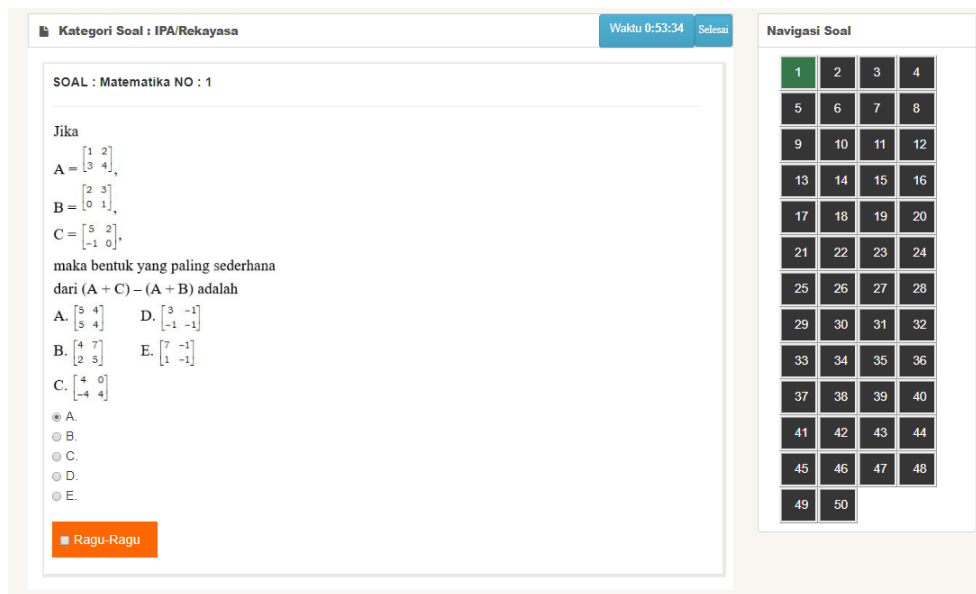 Kategori Soal : IPA/Rekayasa
Waktu 0:53:34
Selesai
SOAL : Matematika NO : 1
Jika
A = [1 2
3 4],
B = [2 3
0 1],
C = [5 2
-1 0],
maka bentuk yang paling sederhana
dari (A + C) – (A + B) adalah
A. [5 4
5 4]
D. [3 -1
-1 -1]
B. [4 7
2 5]
E. [7 -1
1 -1]
C. [4 0
-4 4]
A.
B.
C.
D.
E.
Ragu-Ragu
Navigasi Soal
1 2 3 4
5 6 7 8
9 10 11 12
13 14 15 16
17 18 19 20
21 22 23 24
25 26 27 28
29 30 31 32
33 34 35 36
37 38 39 40
41 42 43 44
45 46 47 48
49 50